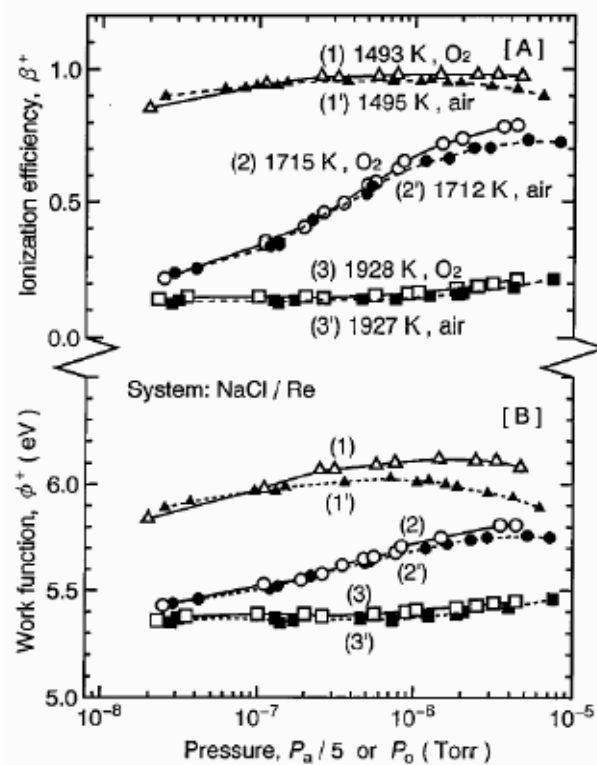 [A]
(1) 1493 K , O₂
1.0
(1') 1495 K , air
Ionization efficiency, β⁺
(2) 1715 K , O₂
(2') 1712 K , air
0.5
(3) 1928 K , O₂
(3') 1927 K , air
0.0
System: NaCl / Re
[B]
(1)
6.0
(1')
Work function, ϕ⁺ ( eV )
(2)
(2')
5.5
(3)
(3')
5.0
10⁻⁸ 10⁻⁷ 10⁻⁶ 10⁻⁵
Pressure, Pₐ / 5 or Pₒ ( Torr )